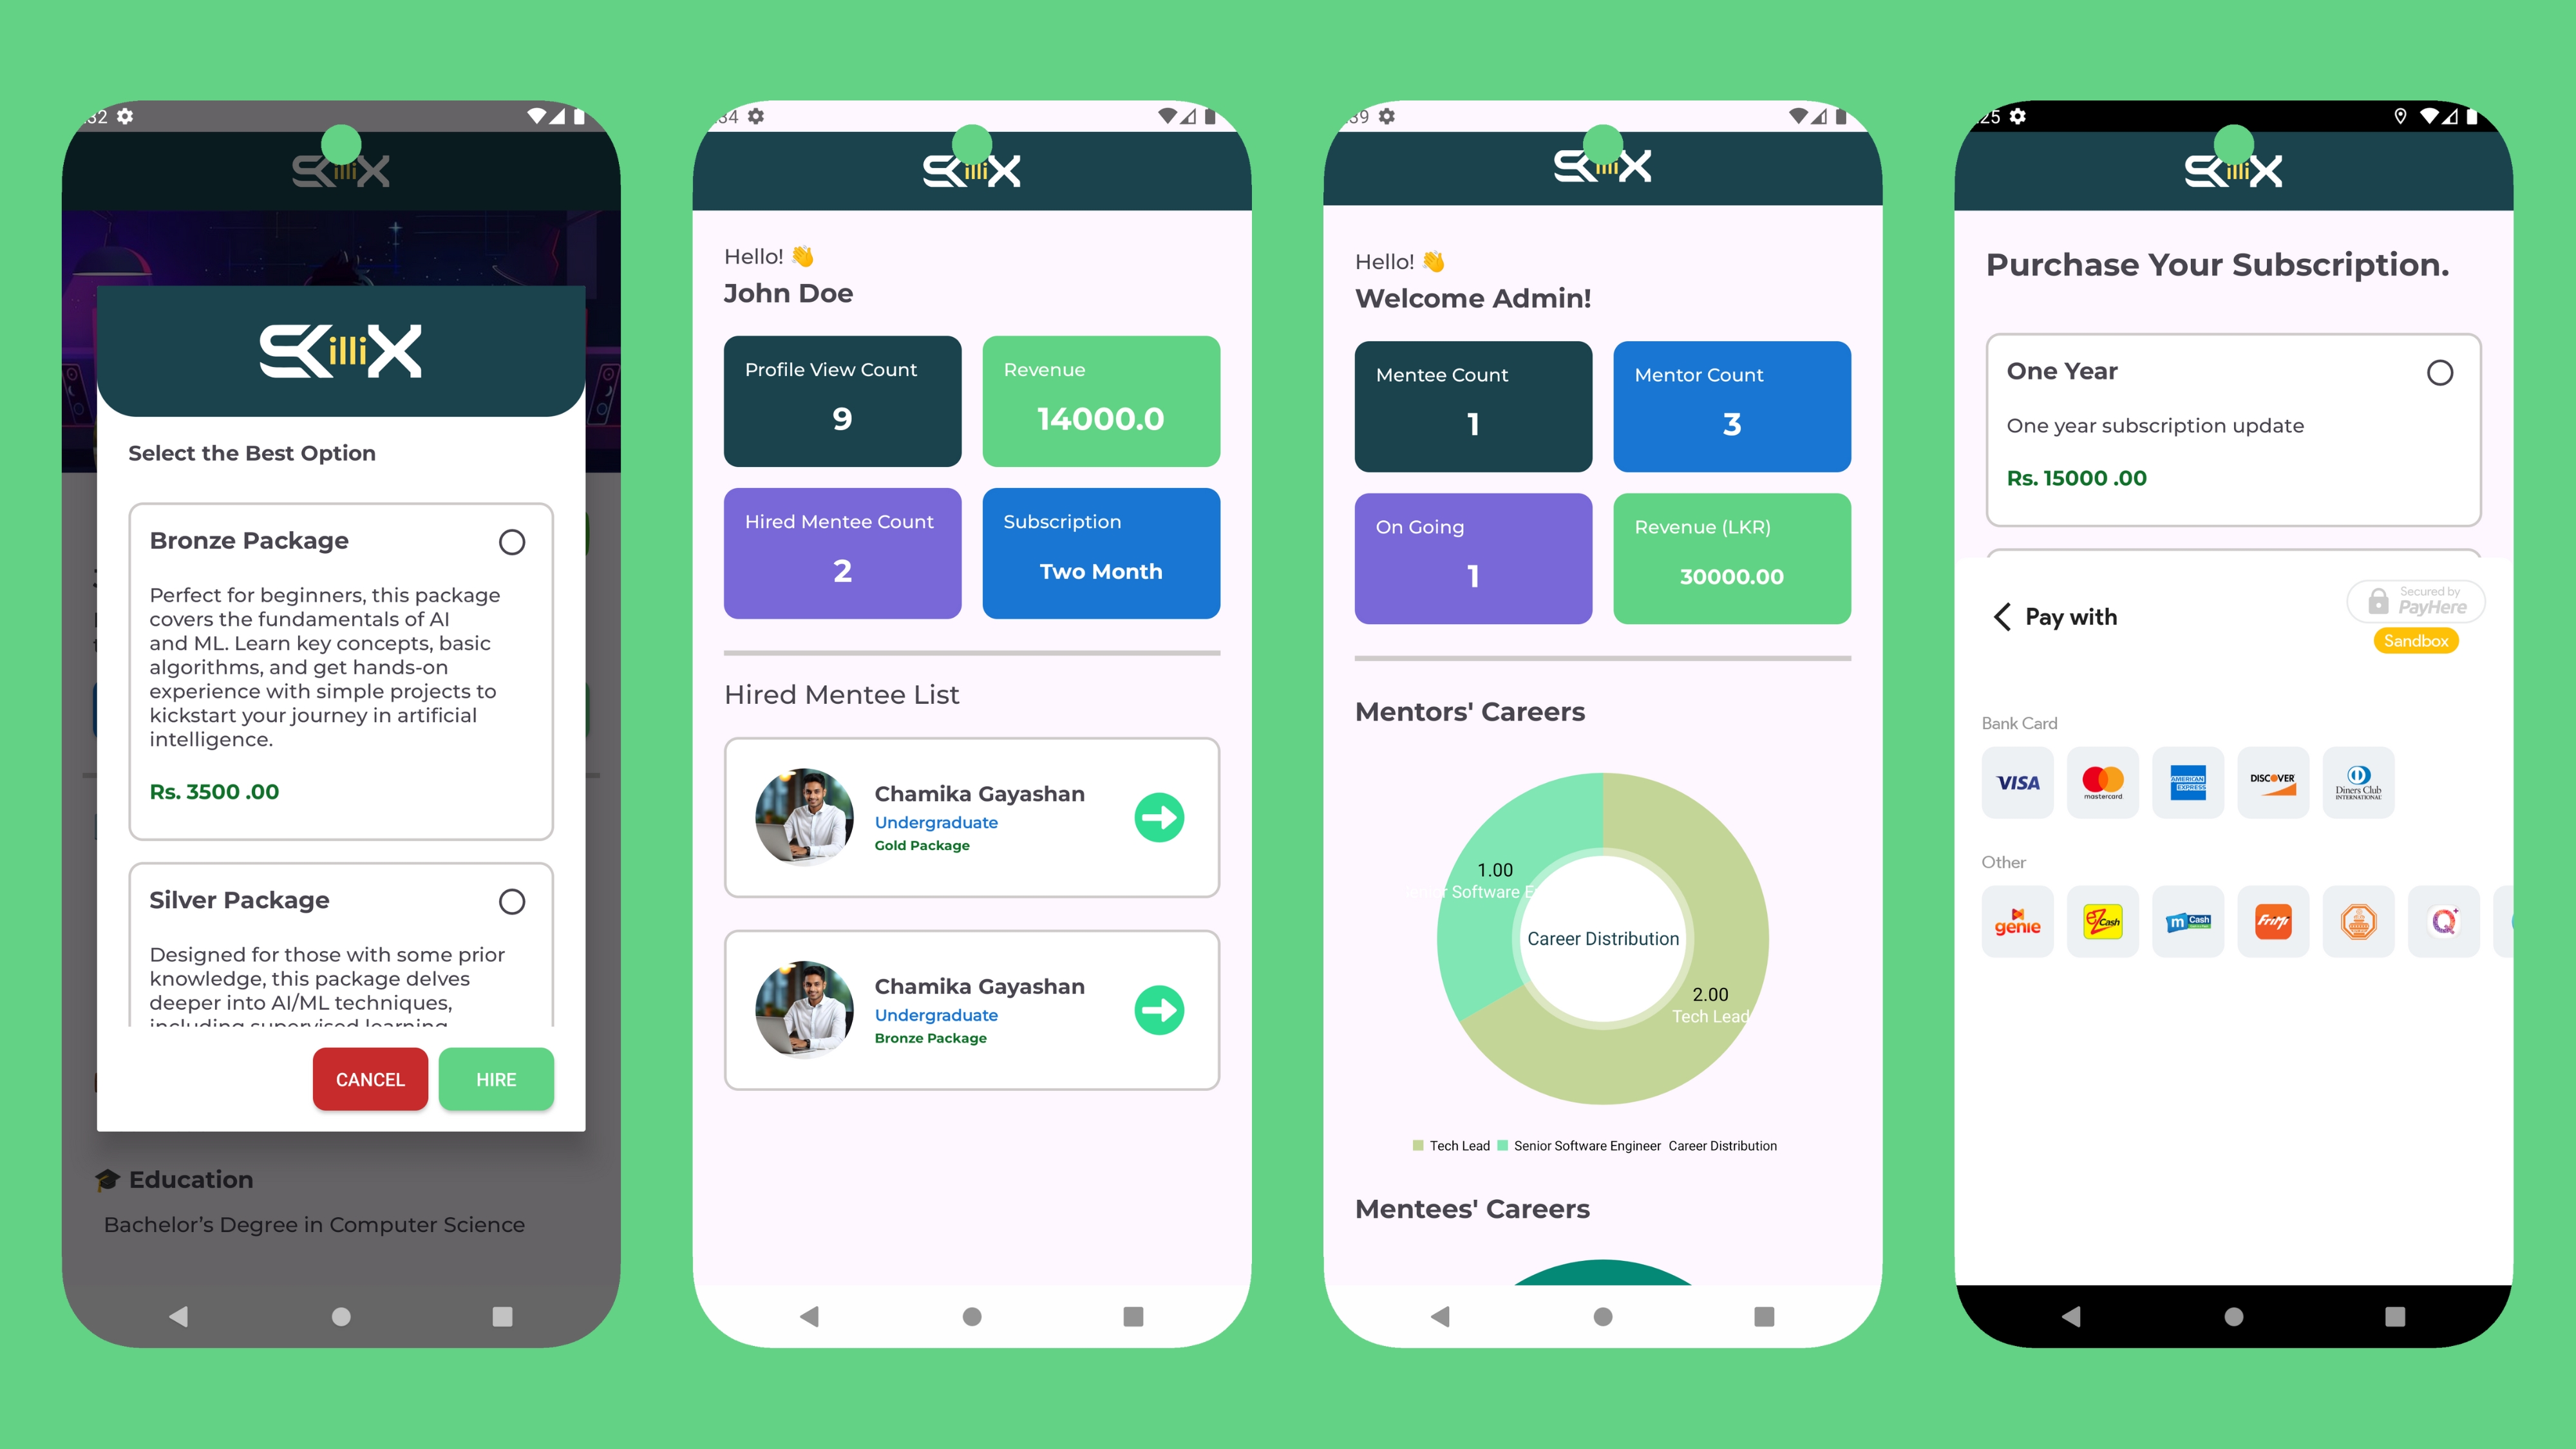 :32
SKilliX
SKilliX
Select the Best Option
Bronze Package
Perfect for beginners, this package
covers the fundamentals of AI
and ML. Learn key concepts, basic
algorithms, and get hands-on
experience with simple projects to
kickstart your journey in artificial
intelligence.
Rs. 3500 .00
Silver Package
Designed for those with some prior
knowledge, this package delves
deeper into AI/ML techniques,
including supervised learning
CANCEL
HIRE
Education
Bachelor’s Degree in Computer Science
:34
SKilliX
Hello! 👋
John Doe
Profile View Count
9
Revenue
14000.0
Hired Mentee Count
2
Subscription
Two Month
Hired Mentee List
Chamika Gayashan
Undergraduate
Gold Package
Chamika Gayashan
Undergraduate
Bronze Package
:39
SKilliX
Hello! 👋
Welcome Admin!
Mentee Count
1
Mentor Count
3
On Going
1
Revenue (LKR)
30000.00
Mentors' Careers
1.00
Software E
Career Distribution
2.00
Tech Lead
Tech Lead Senior Software Engineer Career Distribution
Mentees' Careers
:25
SKilliX
Purchase Your Subscription.
One Year
One year subscription update
Rs. 15000 .00
Pay with
Secured by
PayHere
Sandbox
Bank Card
VISA
mastercard
AMERICAN
EXPRESS
DISCOVER
Diners Club
INTERNATIONAL
Other
genie
eZ Cash
mCash
FriMi
Q+